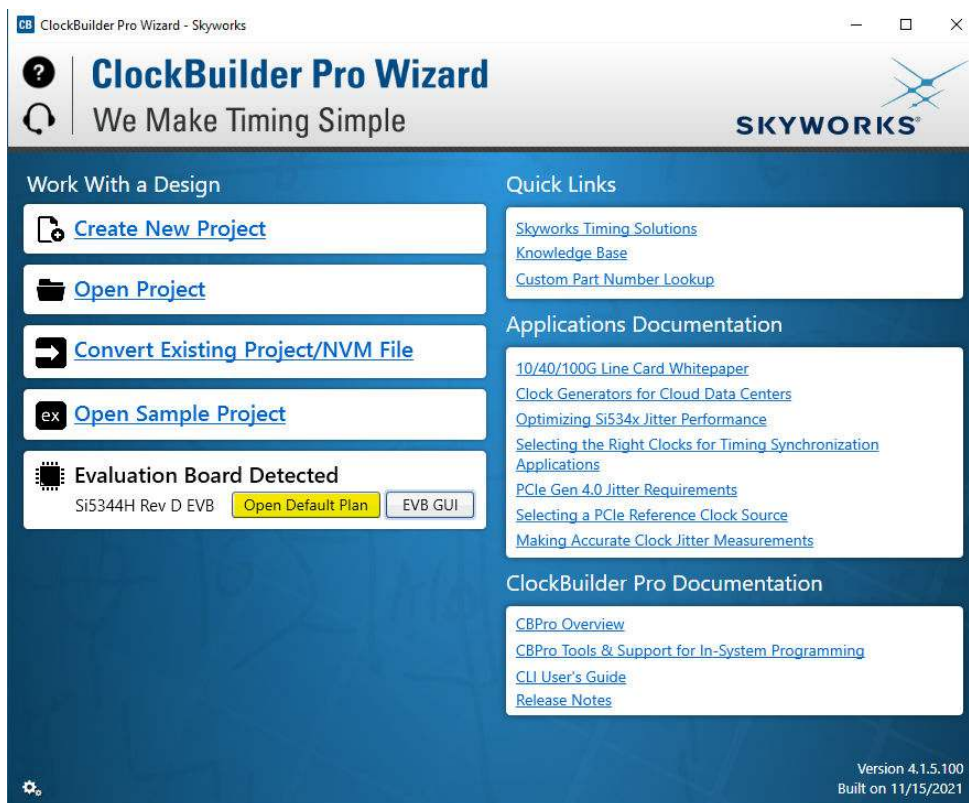 CB ClockBuilder Pro Wizard - Skyworks
?
ClockBuilder Pro Wizard
We Make Timing Simple
SKYWORKS®
Work With a Design
Create New Project
Open Project
Convert Existing Project/NVM File
ex Open Sample Project
Evaluation Board Detected
Si5344H Rev D EVB Open Default Plan EVB GUI
Quick Links
Skyworks Timing Solutions
Knowledge Base
Custom Part Number Lookup
Applications Documentation
10/40/100G Line Card Whitepaper
Clock Generators for Cloud Data Centers
Optimizing Si534x Jitter Performance
Selecting the Right Clocks for Timing Synchronization
Applications
PCIe Gen 4.0 Jitter Requirements
Selecting a PCIe Reference Clock Source
Making Accurate Clock Jitter Measurements
ClockBuilder Pro Documentation
CBPro Overview
CBPro Tools & Support for In-System Programming
CLI User's Guide
Release Notes
Version 4.1.5.100
Built on 11/15/2021